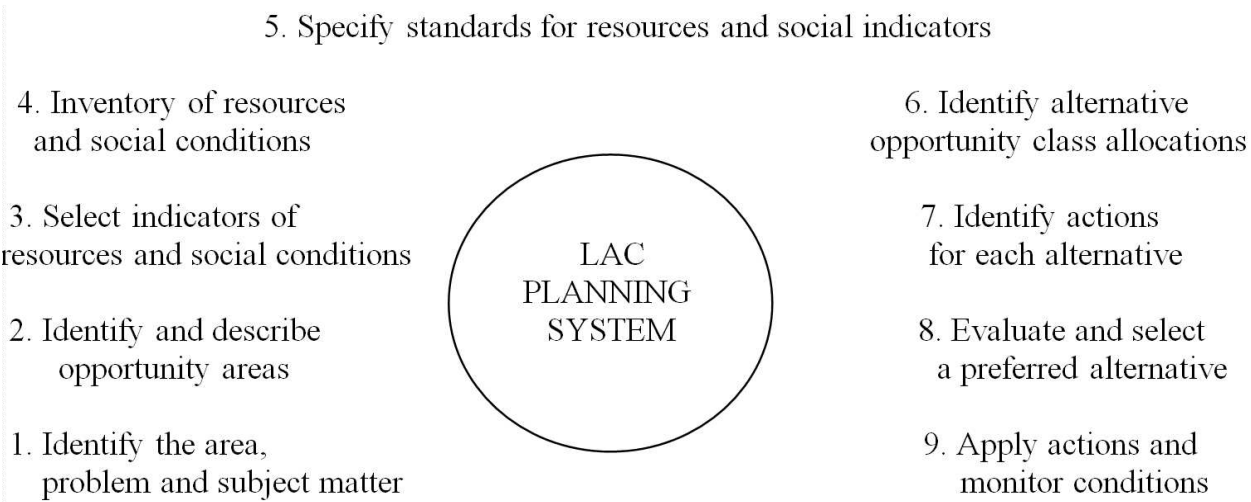 5. Specify standards for resources and social indicators
4. Inventory of resources
and social conditions
6. Identify alternative
opportunity class allocations
3. Select indicators of
resources and social conditions
7. Identify actions
for each alternative
LAC
PLANNING
SYSTEM
2. Identify and describe
opportunity areas
8. Evaluate and select
a preferred alternative
1. Identify the area,
problem and subject matter
9. Apply actions and
monitor conditions